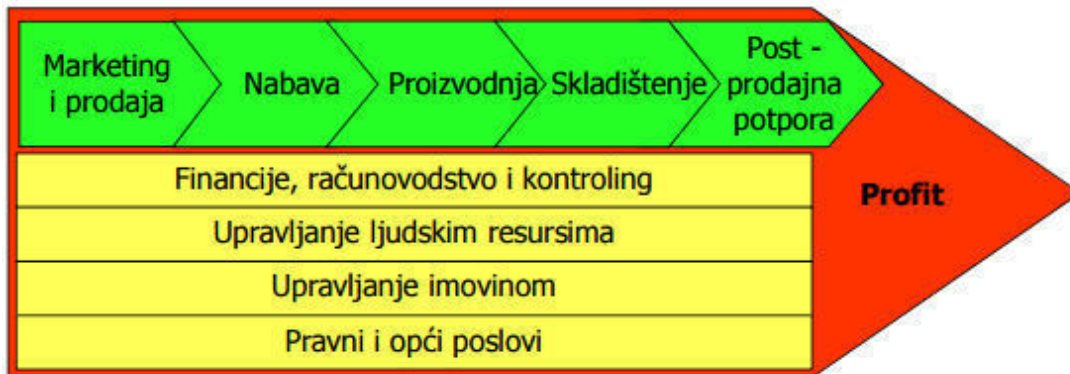 Marketing
i prodaja
Nabava
Proizvodnja
Skladištenje
Post -
prodajna
potpora
Financije, računovodstvo i kontroling
Upravljanje ljudskim resursima
Upravljanje imovinom
Pravni i opći poslovi
Profit